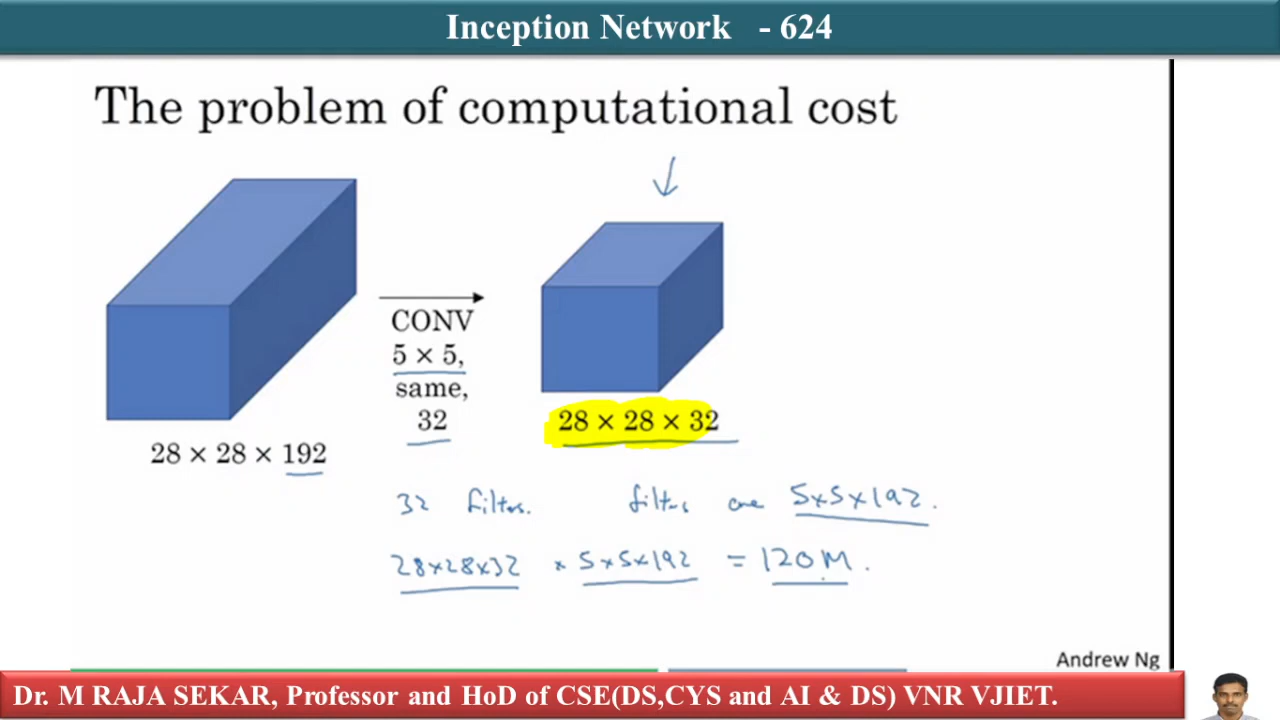 Inception Network - 624
The problem of computational cost
CONV
5 × 5,
same,
32
28 × 28 × 192
28 × 28 × 32
32 filters. filters are 5×5×192.
28×28×32 × 5×5×192 = 120M.
Andrew Ng
Dr. M RAJA SEKAR, Professor and HoD of CSE(DS,CYS and AI & DS) VNR VJIET.